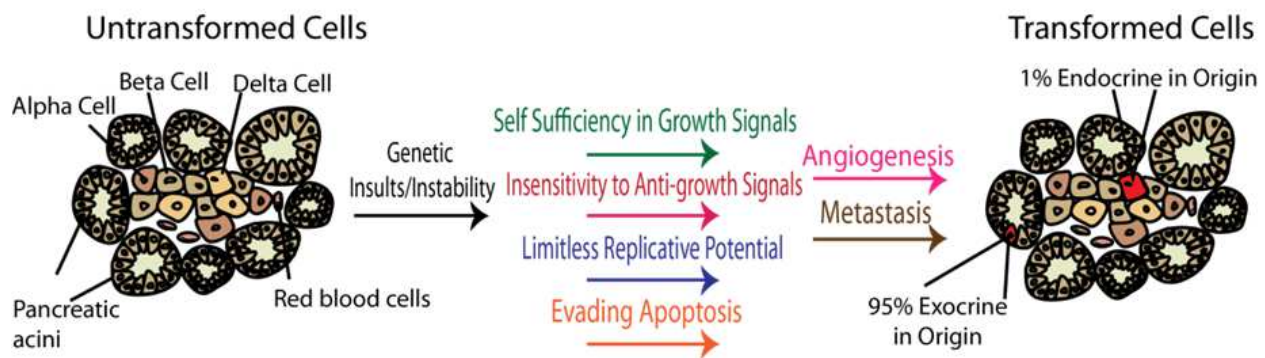 Untransformed Cells
Beta Cell
Delta Cell
Alpha Cell
Pancreatic
acini
Red blood cells
Genetic
Insults/Instability
Self Sufficiency in Growth Signals
Insensitivity to Anti-growth Signals
Limitless Replicative Potential
Evading Apoptosis
Angiogenesis
Metastasis
Transformed Cells
1% Endocrine in Origin
95% Exocrine
in Origin